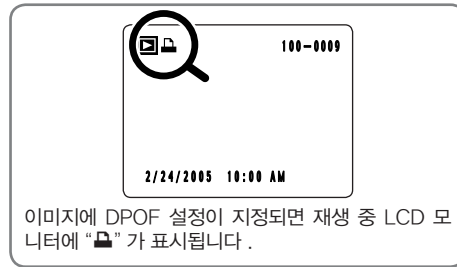 100-0009
2/24/2005 10:00 AM
이미지에 DPOF 설정이 지정되면 재생 중 LCD 모
니터에 “ ” 가 표시됩니다 .